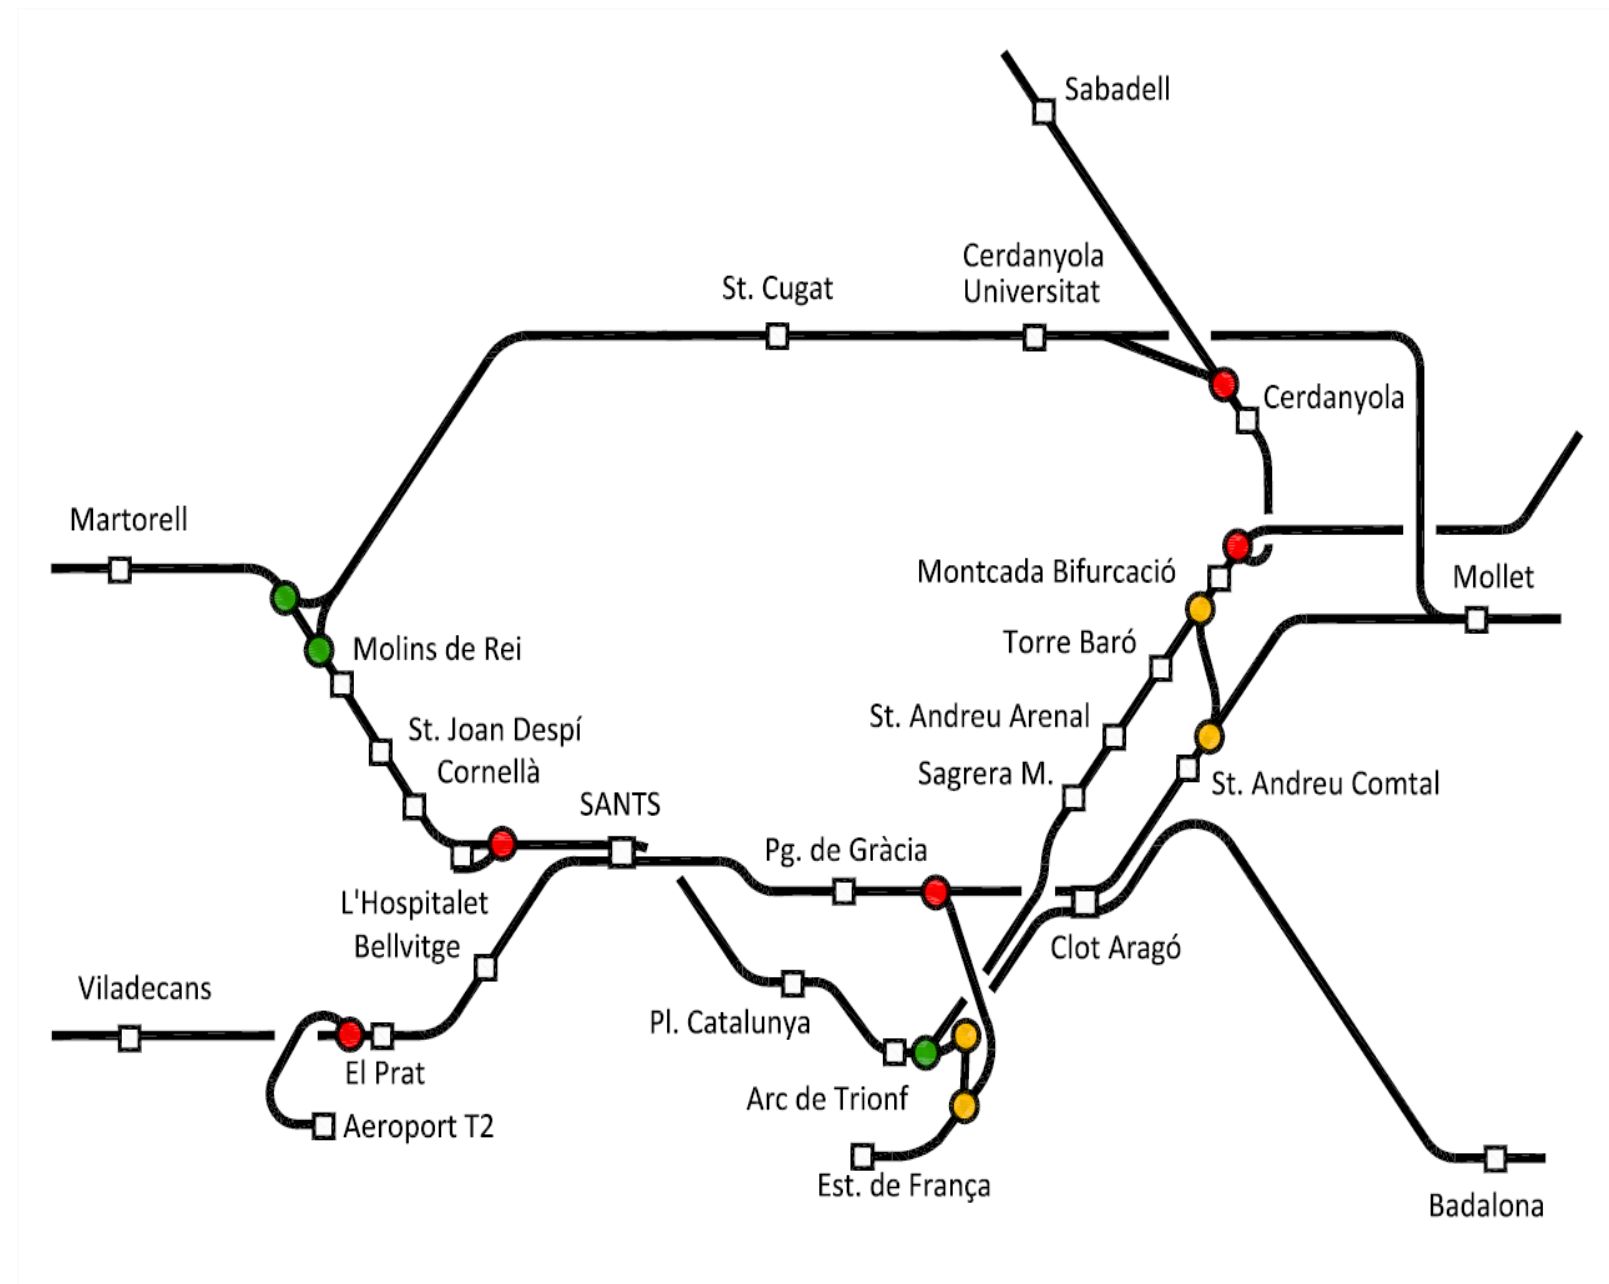 Sabadell
Cerdanyola
Universitat
St. Cugat
Cerdanyola
Martorell
Montcada Bifurcació
Mollet
Torre Baró
Molins de Rei
St. Andreu Arenal
St. Joan Despí
Cornellà
Sagrera M.
St. Andreu Comtal
SANTS
Pg. de Gràcia
L'Hospitalet
Bellvitge
Clot Aragó
Viladecans
Pl. Catalunya
El Prat
Arc de Trionf
Aeroport T2
Est. de França
Badalona